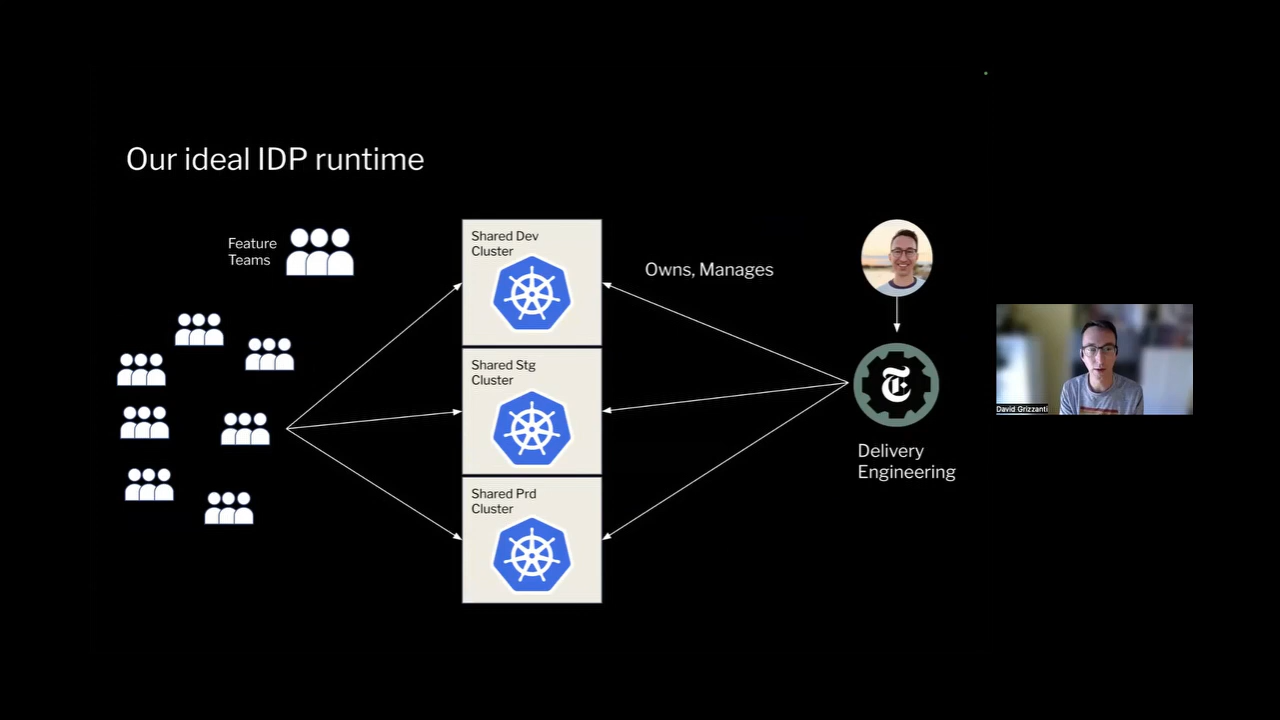 Our ideal IDP runtime
Feature
Teams
Shared Dev
Cluster
Owns, Manages
Shared Stg
Cluster
Shared Prd
Cluster
Delivery
Engineering
David Grizzanti